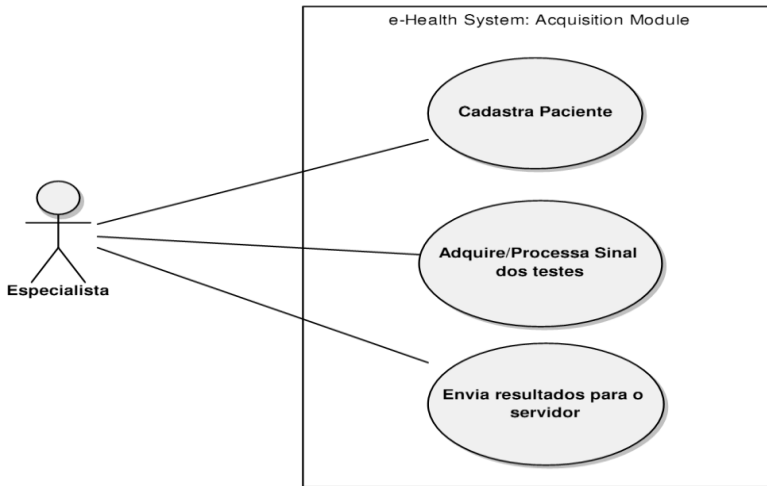 e-Health System: Acquisition Module
Cadastra Paciente
Adquire/Processa Sinal
dos testes
Especialista
Envia resultados para o
servidor